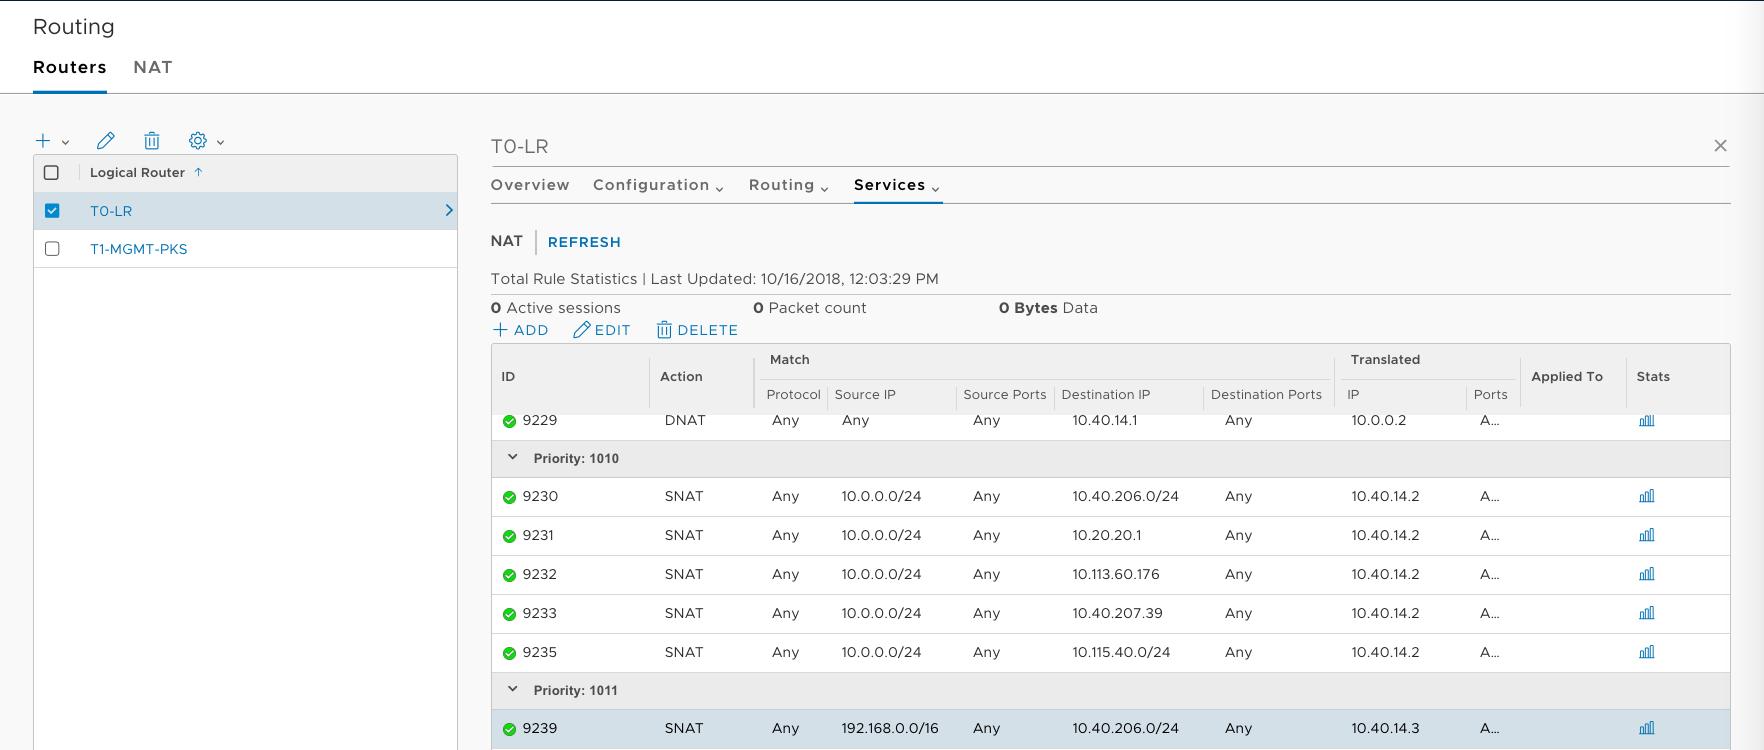 Routing
Routers NAT
Logical Router
T0-LR
T1-MGMT-PKS
T0-LR
Overview Configuration Routing Services
NAT REFRESH
Total Rule Statistics | Last Updated: 10/16/2018, 12:03:29 PM
0 Active sessions 0 Packet count 0 Bytes Data
ADD EDIT DELETE
Match Translated
ID Action Applied To Stats
Protocol Source IP Source Ports Destination IP Destination Ports IP Ports
9229 DNAT Any Any Any 10.40.14.1 Any 10.0.0.2 A...
Priority: 1010
9230 SNAT Any 10.0.0.0/24 Any 10.40.206.0/24 Any 10.40.14.2 A...
9231 SNAT Any 10.0.0.0/24 Any 10.20.20.1 Any 10.40.14.2 A...
9232 SNAT Any 10.0.0.0/24 Any 10.113.60.176 Any 10.40.14.2 A...
9233 SNAT Any 10.0.0.0/24 Any 10.40.207.39 Any 10.40.14.2 A...
9235 SNAT Any 10.0.0.0/24 Any 10.115.40.0/24 Any 10.40.14.2 A...
Priority: 1011
9239 SNAT Any 192.168.0.0/16 Any 10.40.206.0/24 Any 10.40.14.3 A...